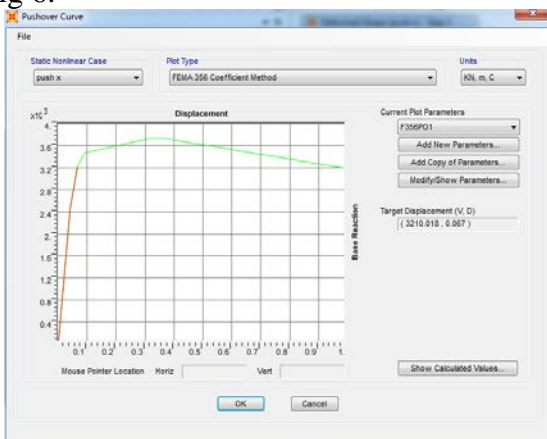 Pushover Curve
File
Static Nonlinear Case
Plot Type
Units
push x
FEMA 356 Coefficient Method
KN, m, C
x10 3
Displacement
4.
3.6
3.2
2.8
2.4
2.
1.6
1.2
0.8
0.4
0.1 0.2 0.3 0.4 0.5 0.6 0.7 0.8 0.9 1.
Base Reaction
Mouse Pointer Location Horiz Vert
Current Plot Parameters
F356PO1
Add New Parameters...
Add Copy of Parameters...
Modify/Show Parameters...
Target Displacement (V, D)
( 3210.018 , 0.067 )
Show Calculated Values...
OK
Cancel